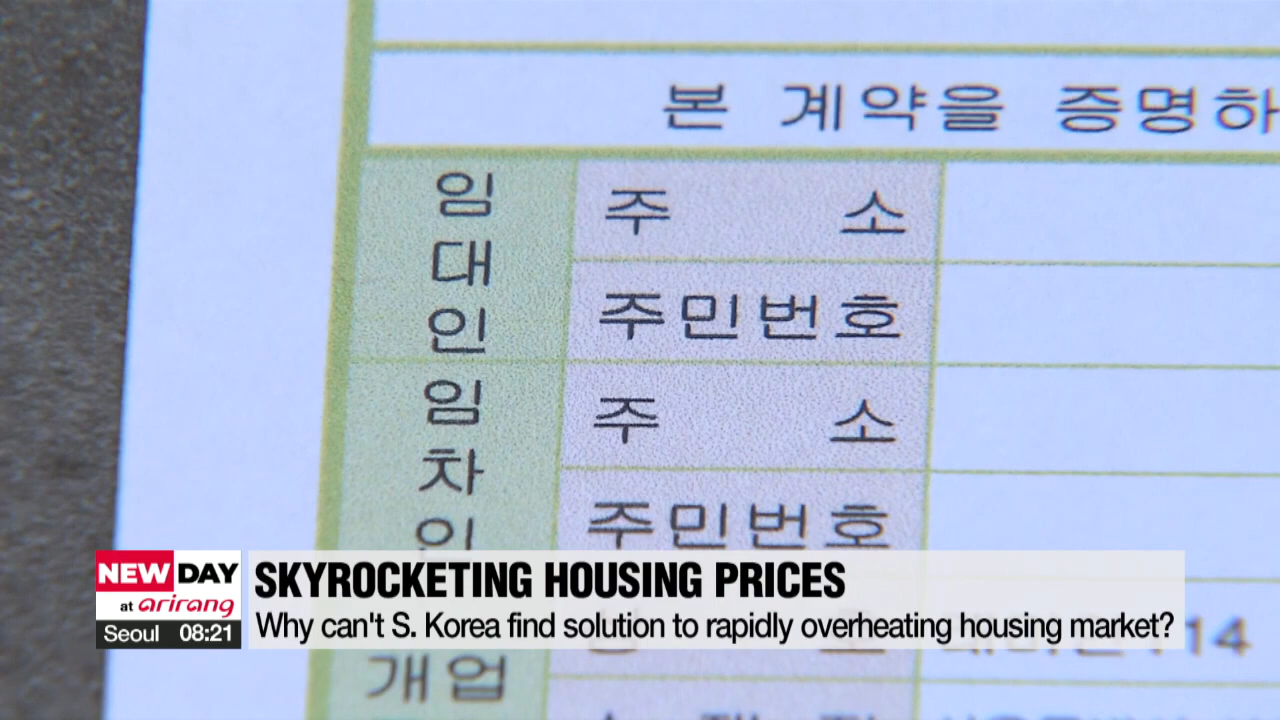 본 계약을 증명하
임대인
주 소
주민번호
임차인
주 소
주민번호
NEW DAY
at arirang
Seoul 08:21
SKYROCKETING HOUSING PRICES
Why can't S. Korea find solution to rapidly overheating housing market?
14
개업